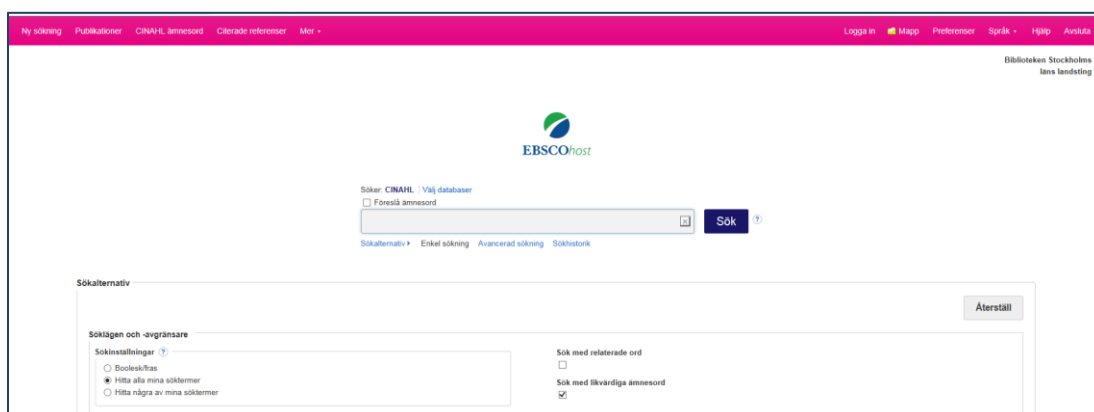 Ny sökning Publikationer CINAHL ämnesord Citerade referenser Mer
Logga in Mapp Preferenser Språk Hjälp Avsluta
Biblioteken Stockholms
läns landsting
EBSCOhost
Söker: CINAHL Välj databaser
Föreslå ämnesord
Sök ?
Sökalternativ Enkel sökning Avancerad sökning Sökhistorik
Sökalternativ
Återställ
Söklägen och -avgränsare
Sökinställningar ?
Boolesk/fras
Hitta alla mina söktermer
Hitta några av mina söktermer
Sök med relaterade ord
Sök med likvärdiga ämnesord